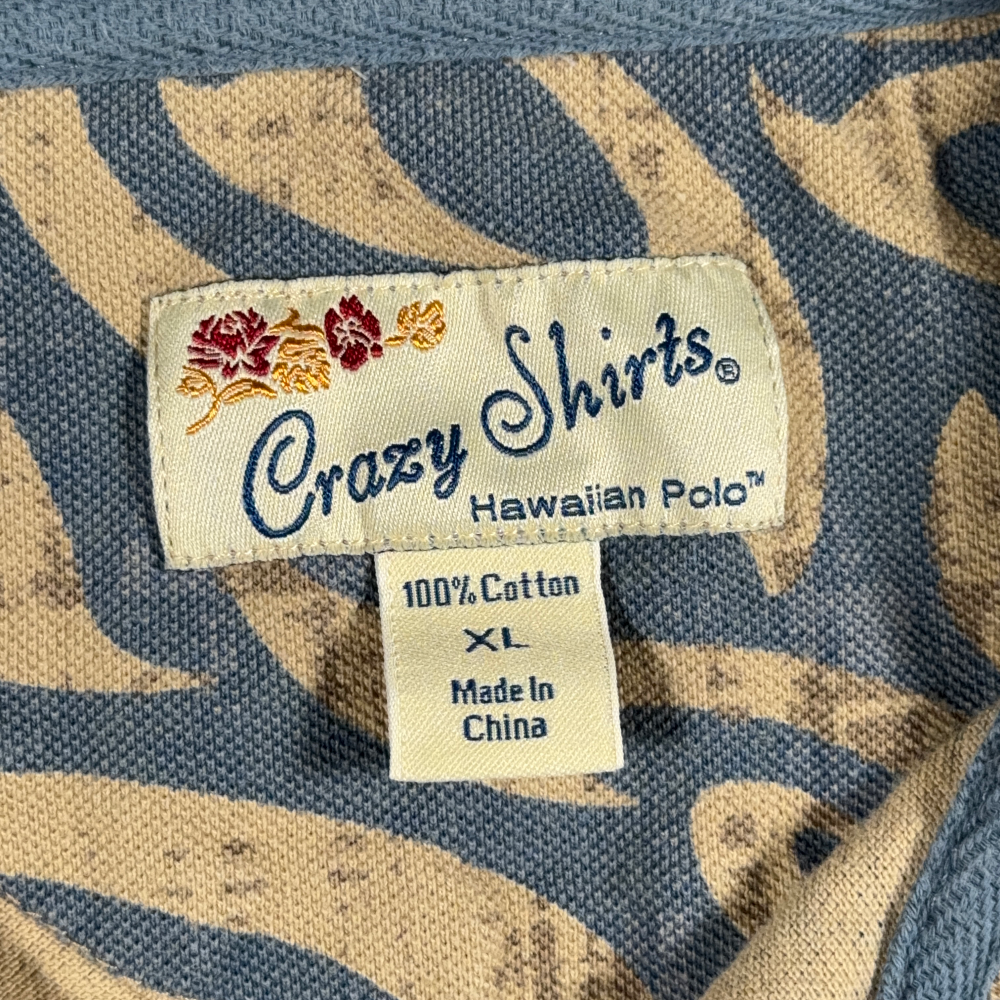 Crazy Shirts®
Hawaiian Polo™
100% Cotton
XL
Made In
China